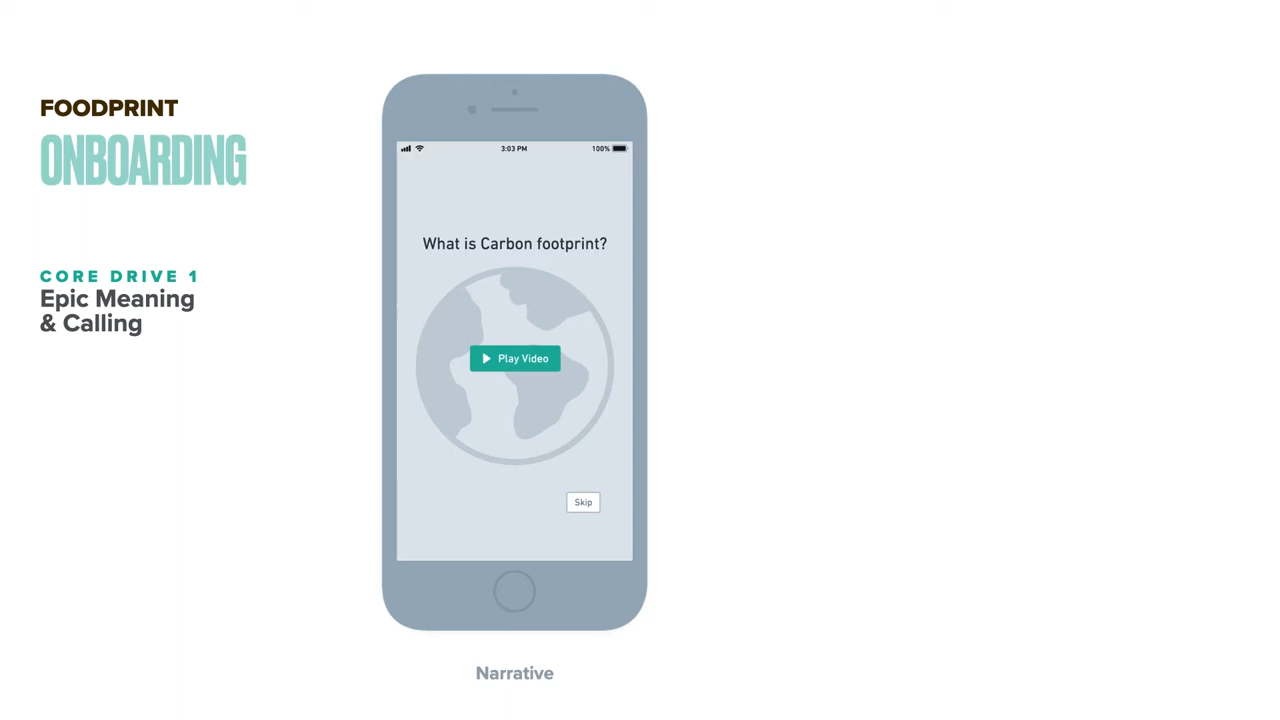 FOODPRINT
ONBOARDING
CORE DRIVE 1
Epic Meaning
& Calling
3:03 PM
100%
What is Carbon footprint?
Play Video
Skip
Narrative